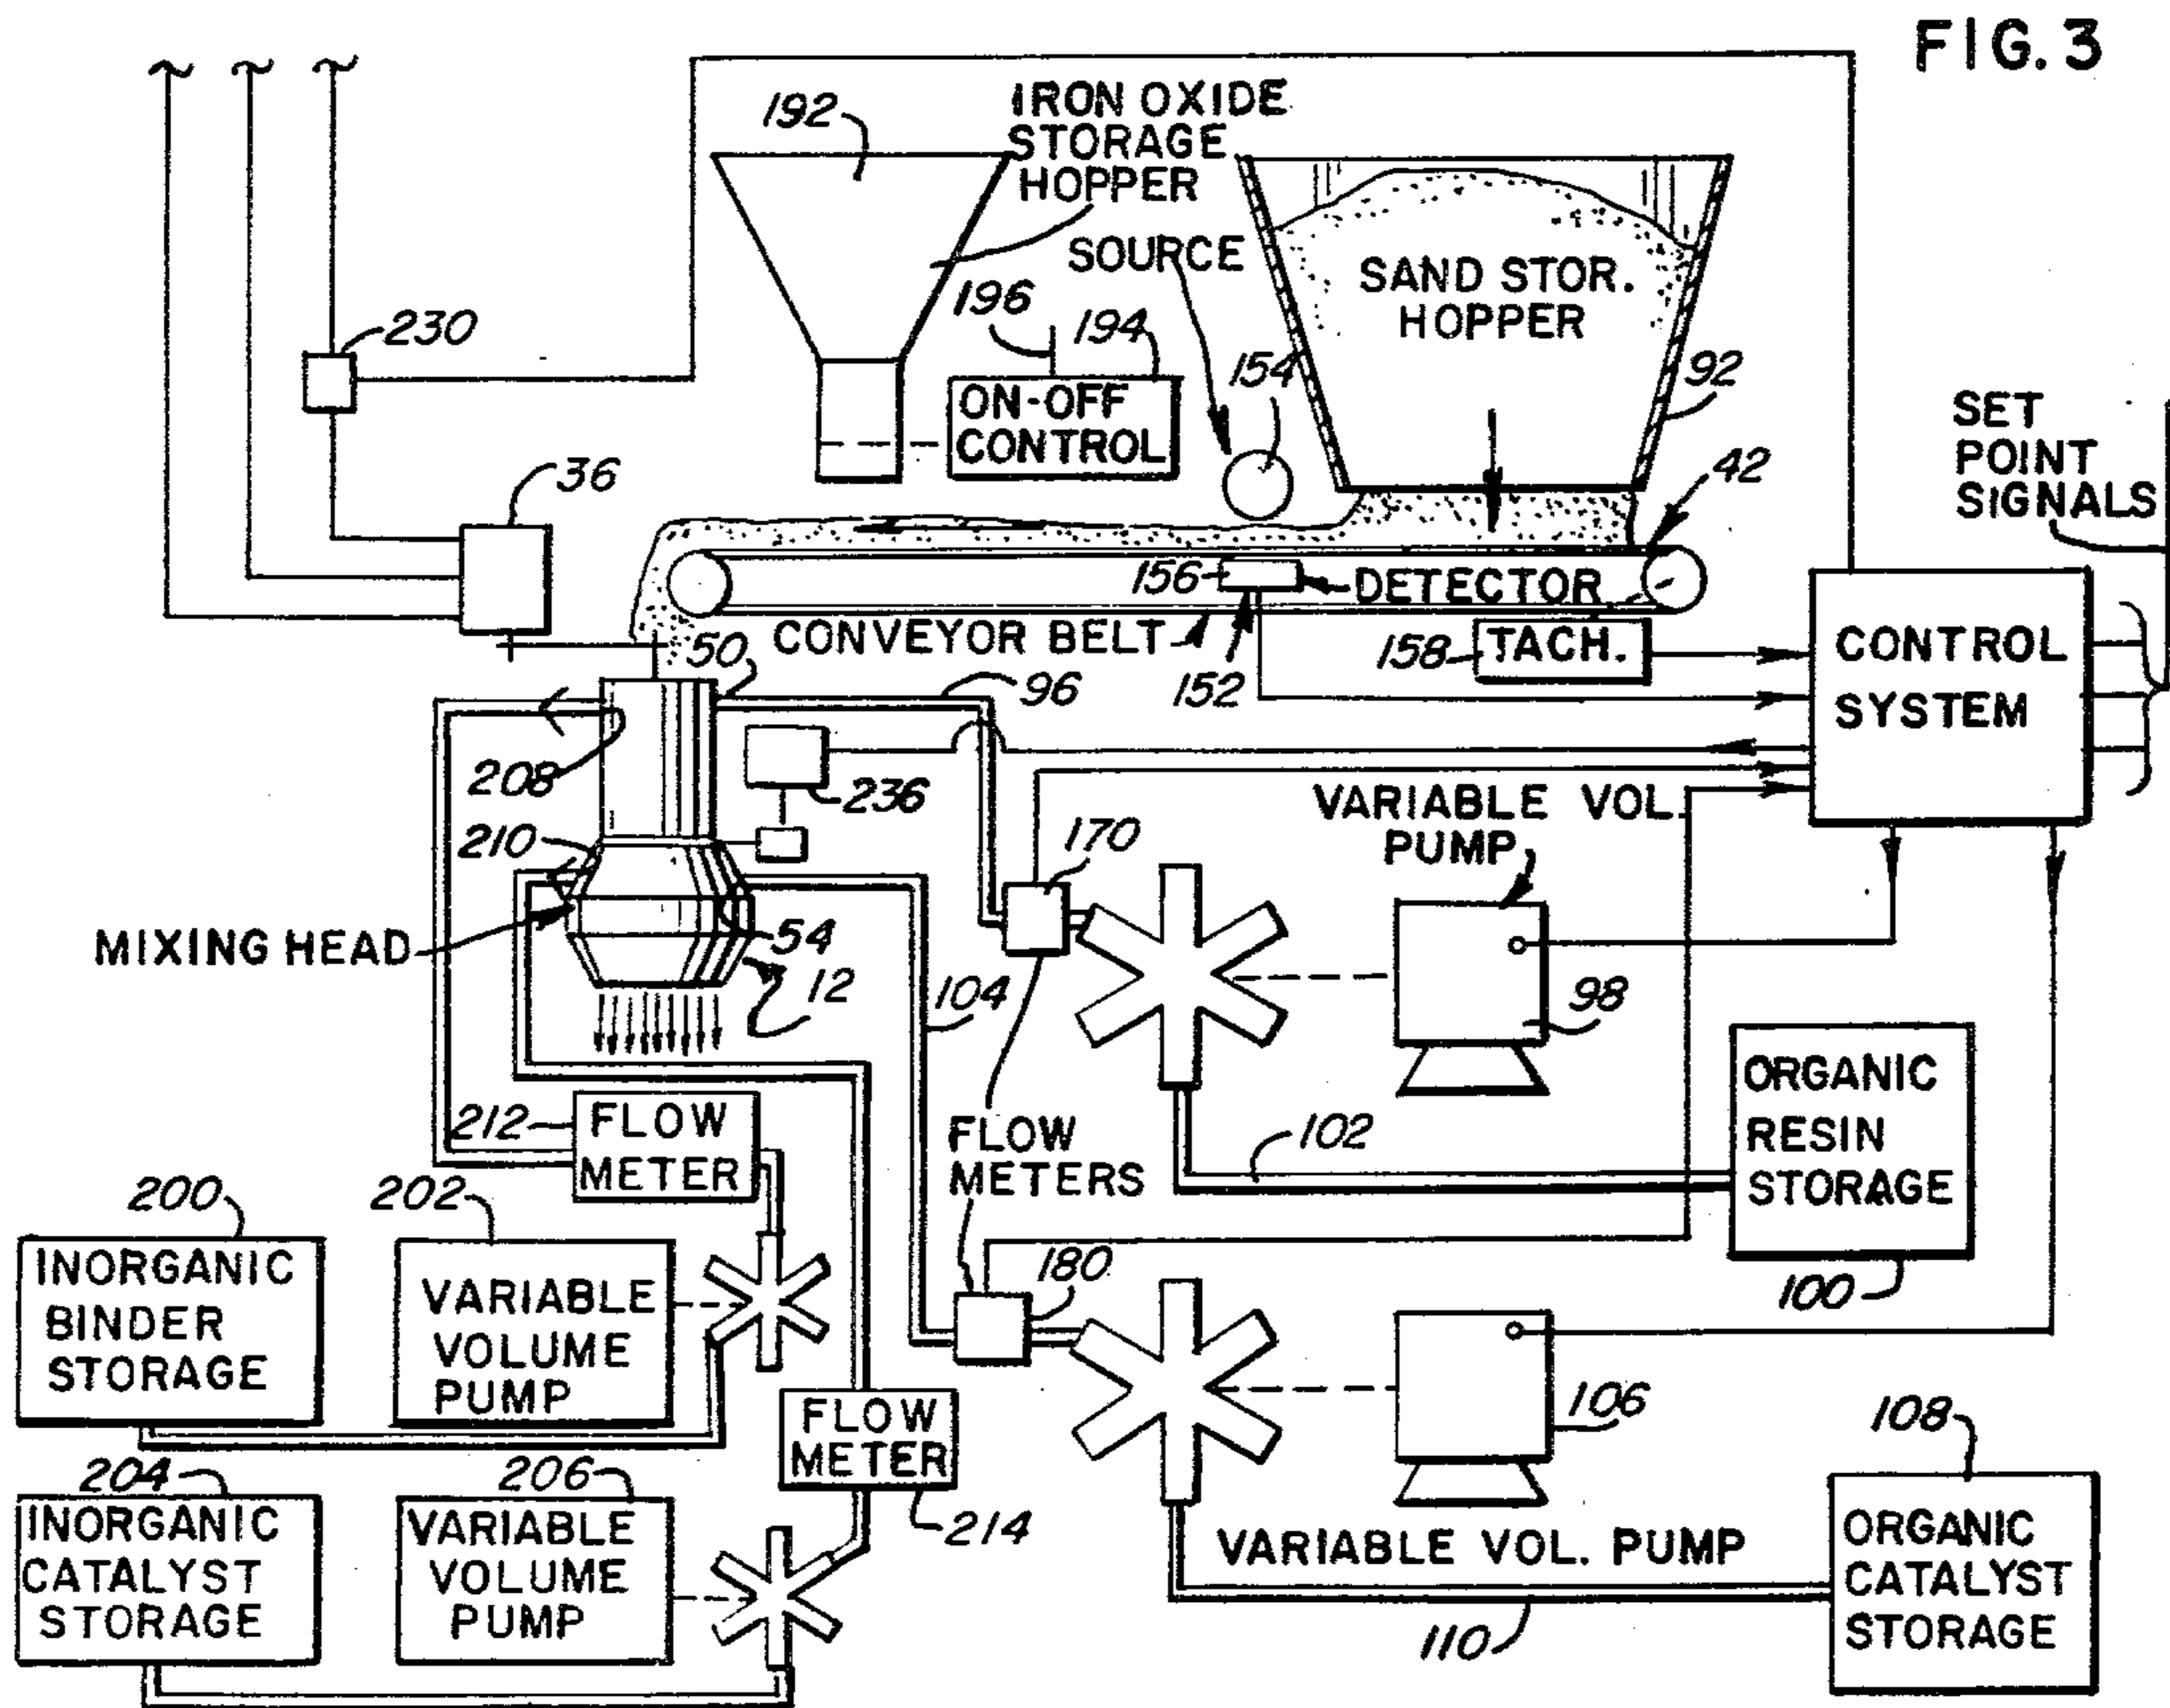 FIG. 3
192
IRON OXIDE
STORAGE
HOPPER
SOURCE
SAND STOR.
HOPPER
196
194
154
92
230
ON-OFF
CONTROL
42
SET
POINT
SIGNALS
36
156
DETECTOR
CONVEYOR BELT
152
158
TACH.
CONTROL
SYSTEM
50
96
208
236
210
VARIABLE VOL.
PUMP
170
MIXING HEAD
54
12
104
98
ORGANIC
RESIN
STORAGE
100
212
FLOW
METER
FLOW
METERS
102
200
202
INORGANIC
BINDER
STORAGE
VARIABLE
VOLUME
PUMP
180
106
108
FLOW
METER
214
204
206
INORGANIC
CATALYST
STORAGE
VARIABLE
VOLUME
PUMP
VARIABLE VOL. PUMP
110
ORGANIC
CATALYST
STORAGE